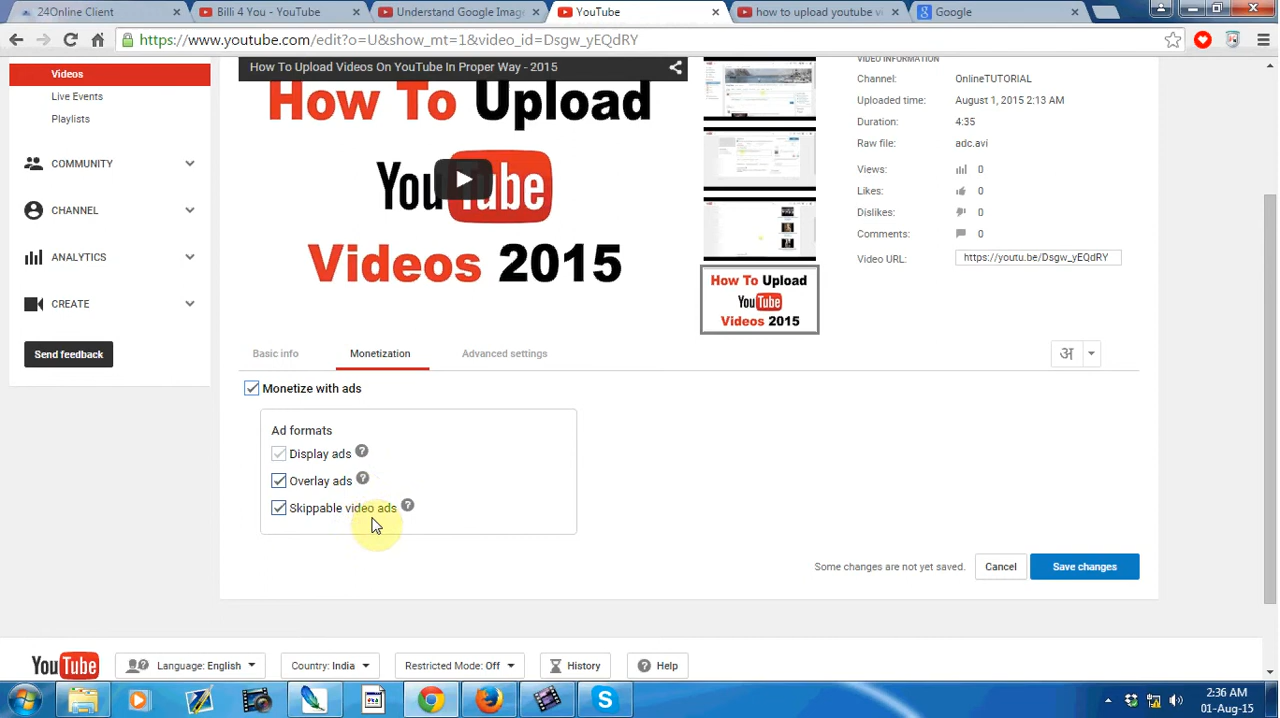 24Online Client
Billi 4 You - YouTube
Understand Google Imag
YouTube
how to upload youtube vi
Google
https://www.youtube.com/edit?o=U&show_mt=1&video_id=Dsgw_yEQdRY
Videos
Live Events
Playlists
COMMUNITY
CHANNEL
ANALYTICS
CREATE
Send feedback
How To Upload Videos On YouTube In Proper Way - 2015
How To Upload
YouTube
Videos 2015
How To Upload
YouTube
Videos 2015
VIDEO INFORMATION
Channel: OnlineTUTORIAL
Uploaded time: August 1, 2015 2:13 AM
Duration: 4:35
Raw file: adc.avi
Views: 0
Likes: 0
Dislikes: 0
Comments: 0
Video URL: https://youtu.be/Dsgw_yEQdRY
Basic info
Monetization
Advanced settings
अ
Monetize with ads
Ad formats
Display ads ?
Overlay ads ?
Skippable video ads ?
Some changes are not yet saved.
Cancel
Save changes
YouTube
Language: English
Country: India
Restricted Mode: Off
History
? Help
2:36 AM
01-Aug-15